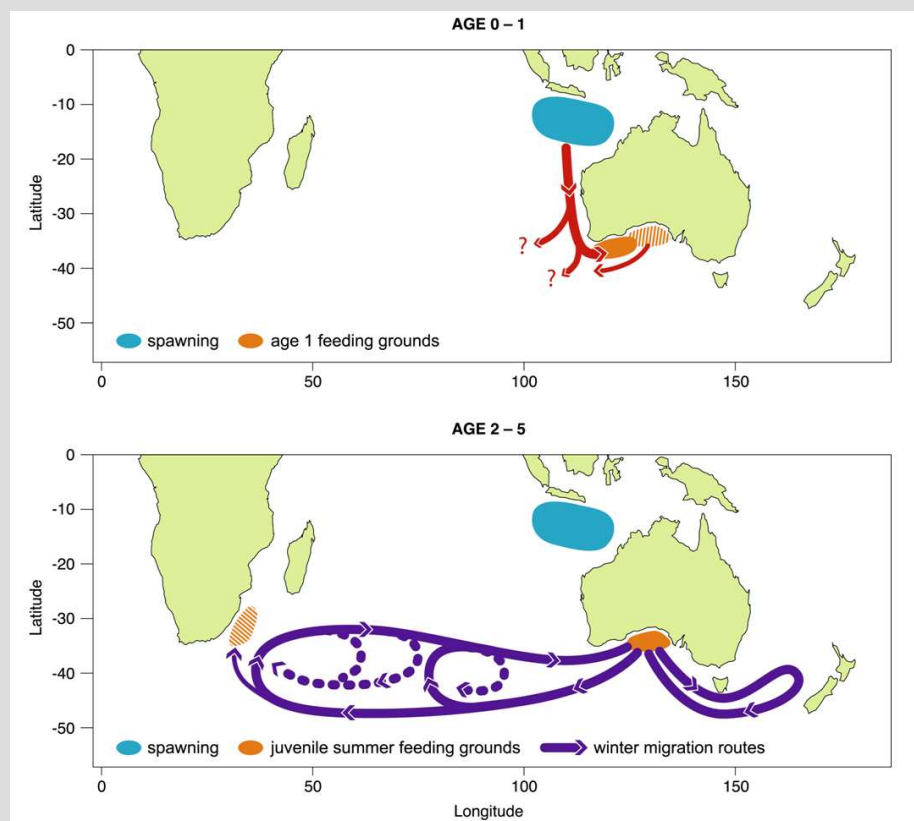 AGE 0 – 1
0
-10
-20
-30
-40
-50
Latitude
?
?
spawning age 1 feeding grounds
0 50 100 150
AGE 2 – 5
0
-10
-20
-30
-40
-50
Latitude
spawning juvenile summer feeding grounds winter migration routes
0 50 100 150
Longitude